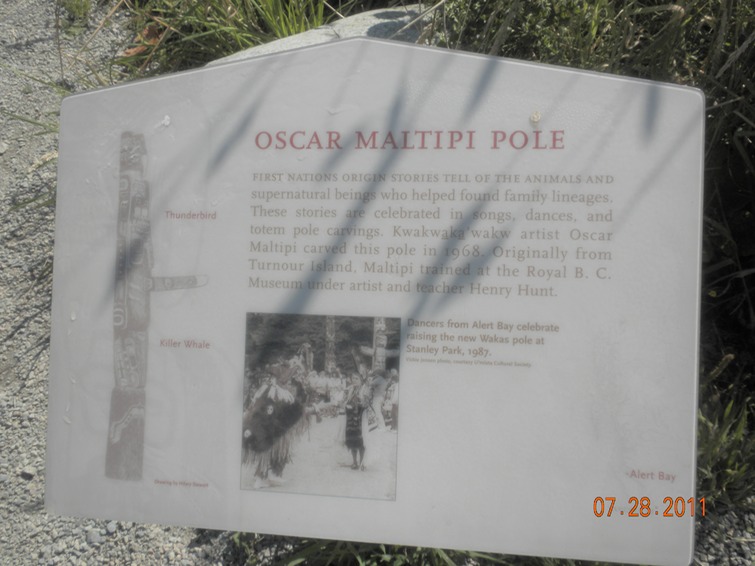 OSCAR MALTIPI POLE
FIRST NATIONS ORIGIN STORIES TELL OF THE ANIMALS AND
supernatural beings who helped found family lineages.
These stories are celebrated in songs, dances, and
totem pole carvings. Kwakwaka'wakw artist Oscar
Maltipi carved this pole in 1968. Originally from
Turnour Island, Maltipi trained at the Royal B. C.
Museum under artist and teacher Henry Hunt.
Thunderbird
Killer Whale
Dancers from Alert Bay celebrate
raising the new Wakas pole at
Stanley Park, 1987.
Drawing by Hilary Stewart
Alert Bay
07.28.2011